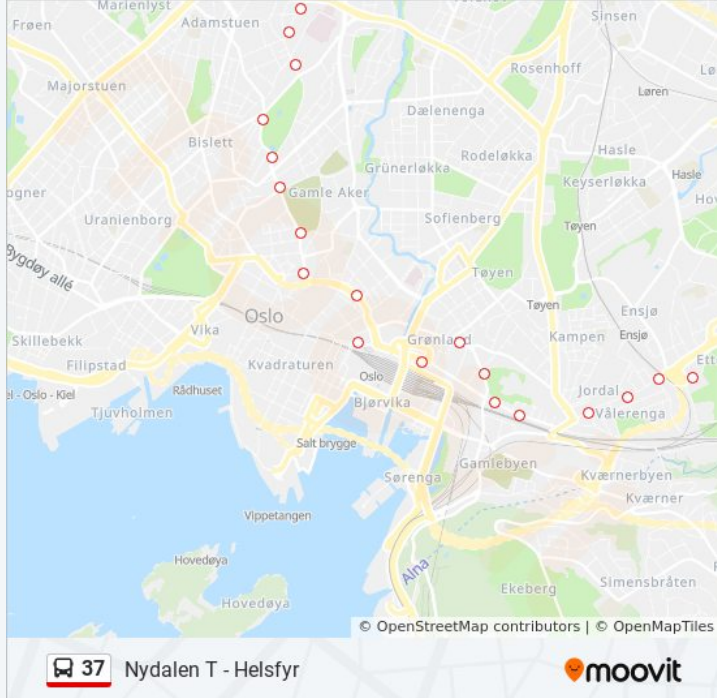 Marienlyst
Frøen
Adamstuen
Sinsen
Rosenhoff
Majorstuen
Løren
Dælenenga
Bislett
Hasle
Rodeløkka
Grünerløkka
Hasle
Keyserløkka
Gamle Aker
ogner
Uranienborg
Sofienberg
Tøyen
Bygdøy allé
Tøyen
Tøyen
Oslo
Ensjø
Vika
Skillebekk
Grønland
Kampen
Ensjø
Filipstad
Kvadraturen
Ett
Oslo
Rådhuset
Jordal
el - Oslo - Kiel
Bjørvika
Tjuvholmen
Vålerenga
Salt brygge
Gamlebyen
Sørenga
Kværnerbyen
Kværner
Vippetangen
Hovedøya
Alna
Simensbråten
Ekeberg
Hovedøya
© OpenStreetMap contributors | © OpenMapTiles
37 Nydalen T - Helsfyr
moovit